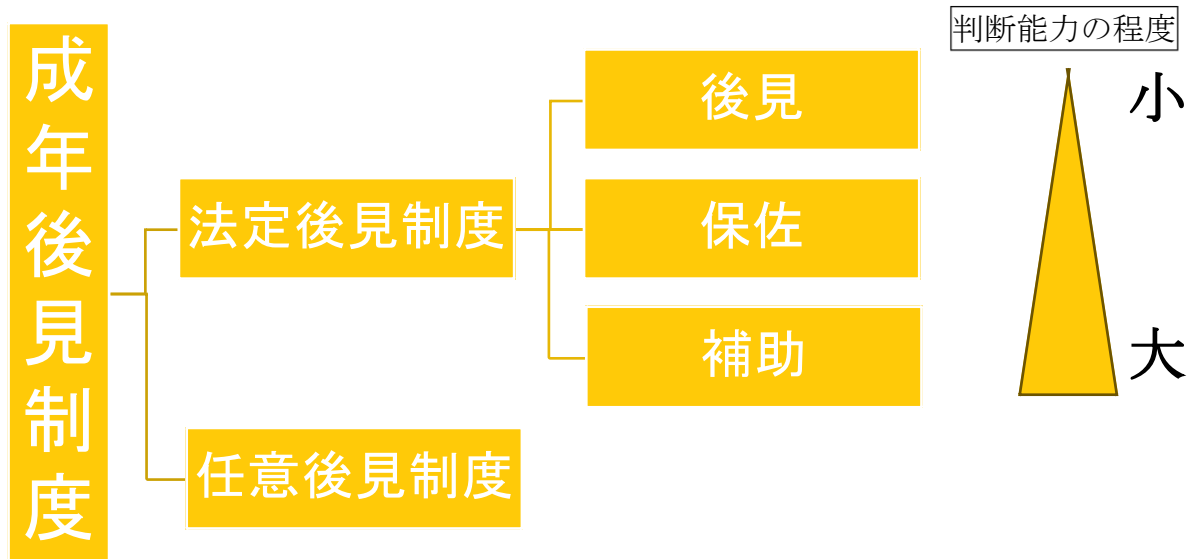 成年後見制度
法定後見制度
任意後見制度
後見
保佐
補助
判断能力の程度
小
大